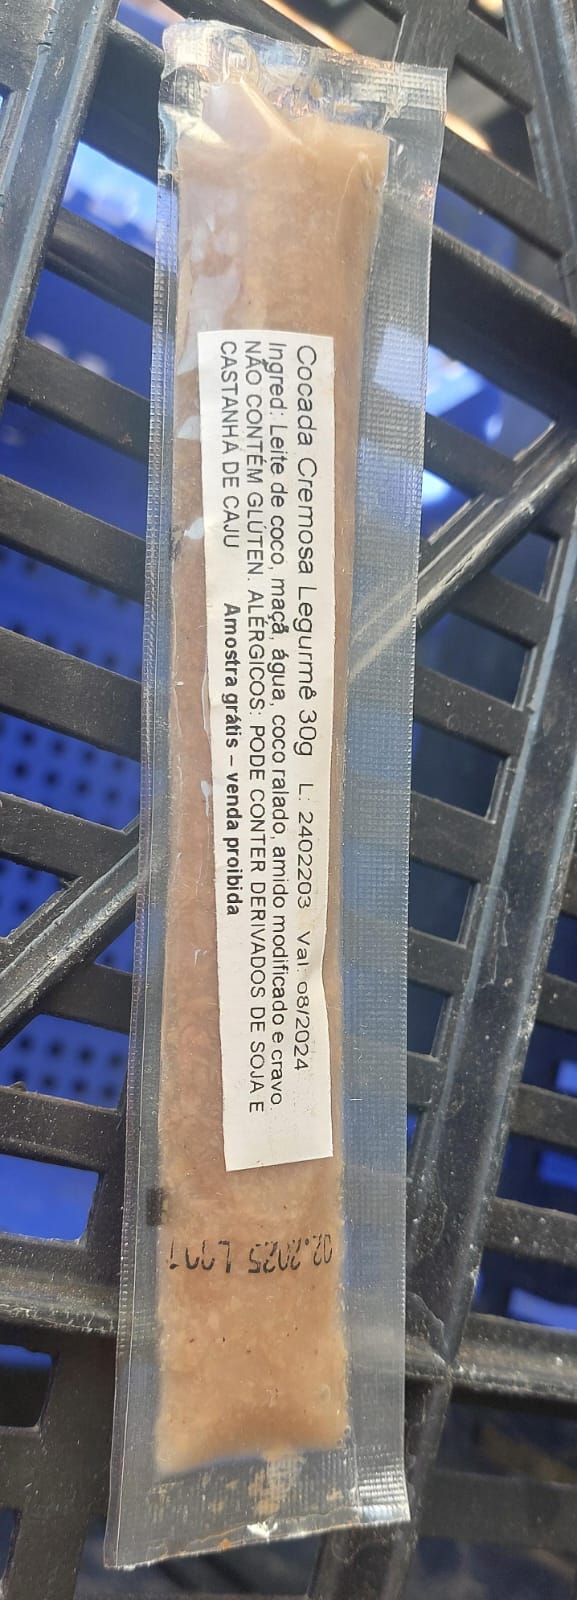 Cocada Cremosa Legurmê 30g L: 2402203 Val: 08/2024
Ingred: Leite de coco, maçã, água, coco ralado, amido modificado e cravo.
NÃO CONTÉM GLÚTEN. ALÉRGICOS: PODE CONTER DERIVADOS DE SOJA E
CASTANHA DE CAJU Amostra grátis – venda proibida
02.2025